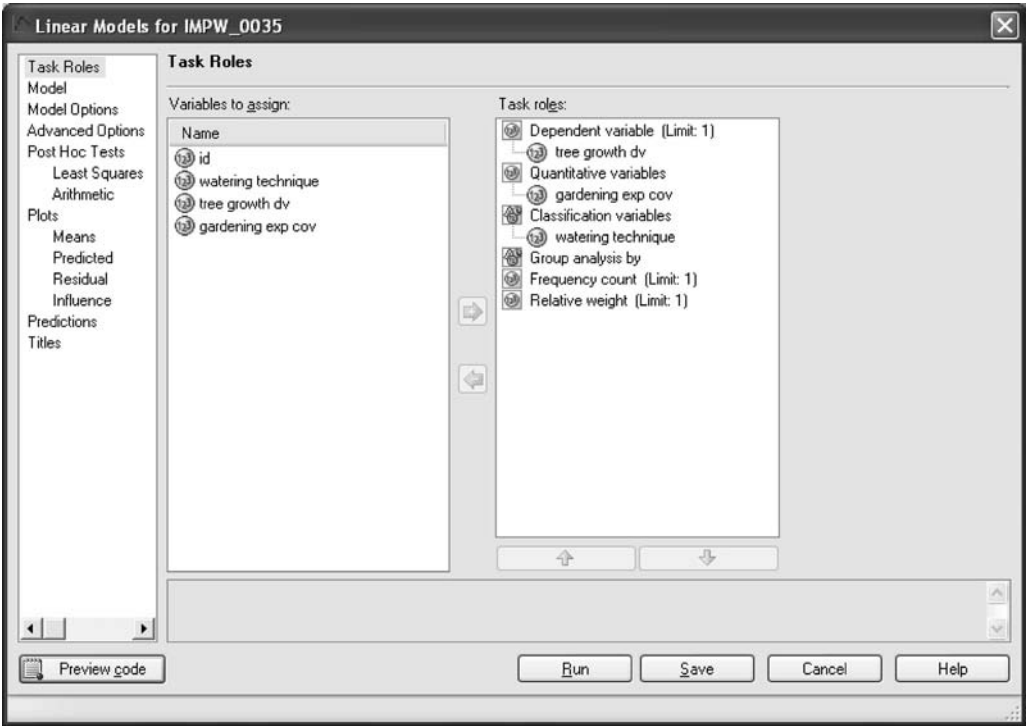 Linear Models for IMPW_0035
Task Roles
Model
Model Options
Advanced Options
Post Hoc Tests
Least Squares
Arithmetic
Plots
Means
Predicted
Residual
Influence
Predictions
Titles
Task Roles
Variables to assign:
Name
id
watering technique
tree growth dv
gardening exp cov
Task roles:
Dependent variable (Limit: 1)
tree growth dv
Quantitative variables
gardening exp cov
Classification variables
watering technique
Group analysis by
Frequency count (Limit: 1)
Relative weight (Limit: 1)
Preview code
Run
Save
Cancel
Help